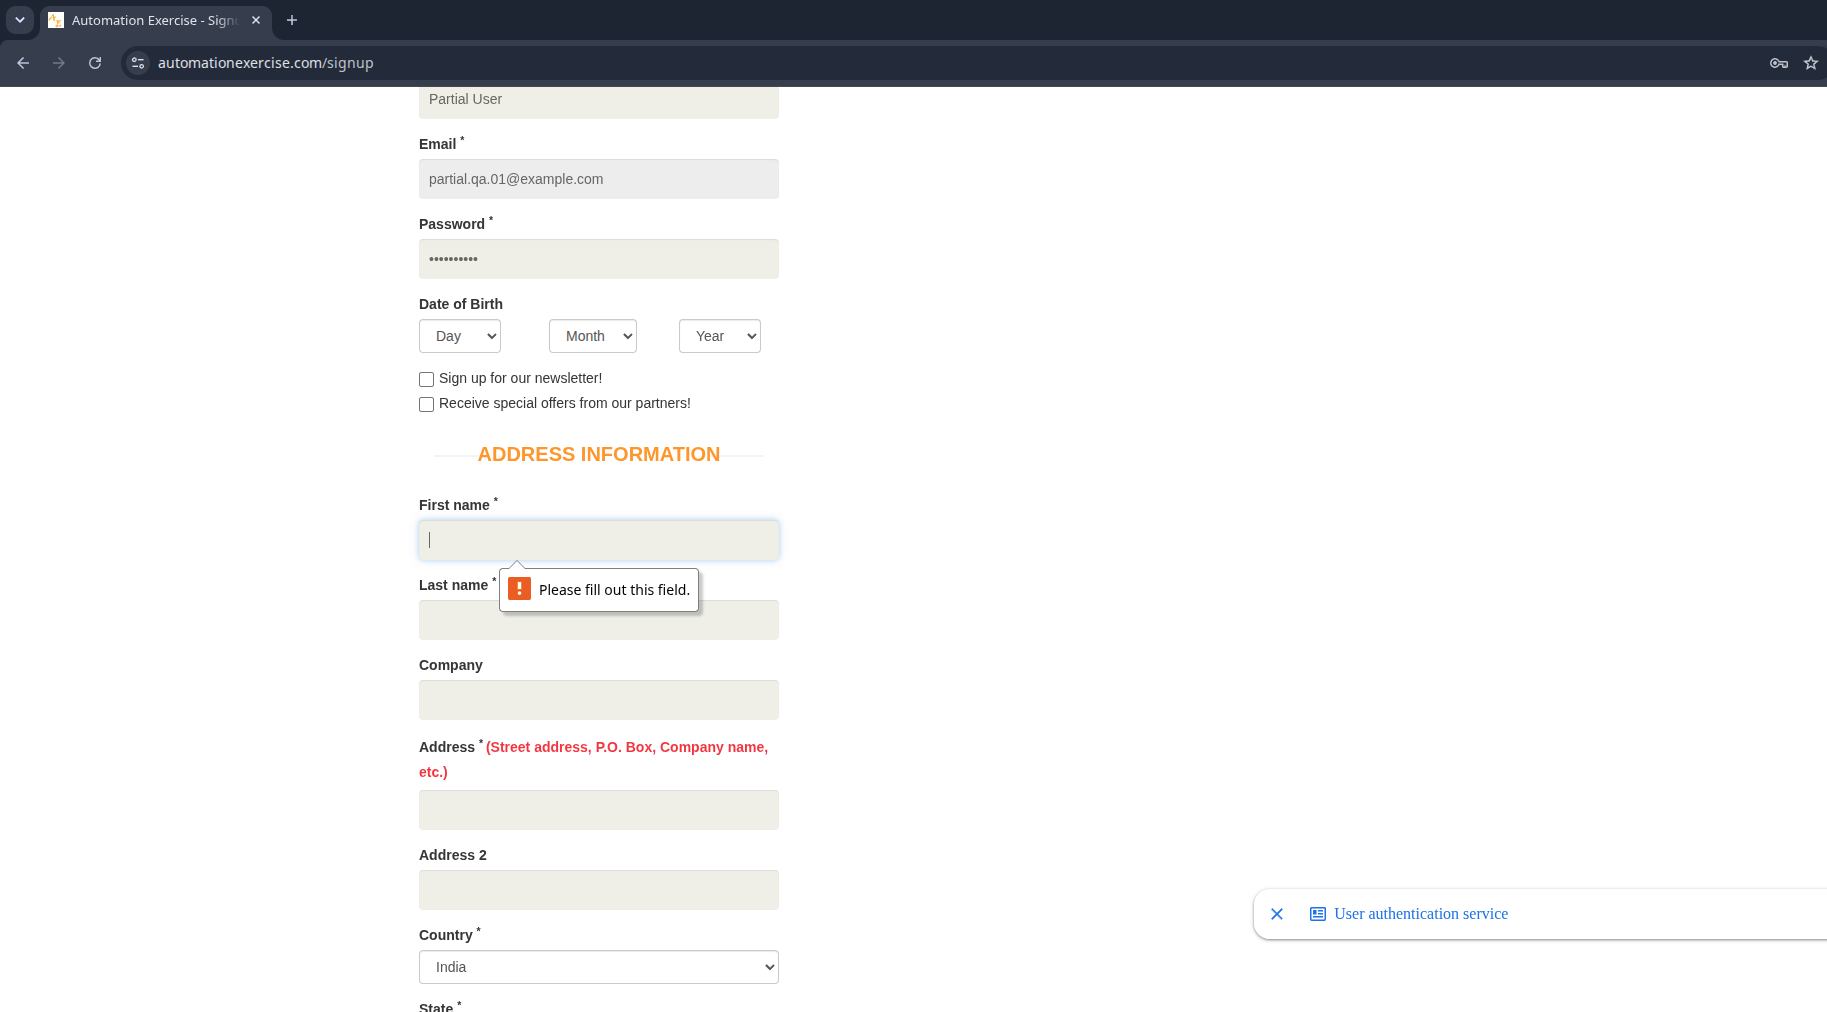 Automation Exercise - Sign
automationexercise.com/signup
Partial User
Email *
partial.qa.01@example.com
Password *
••••••••••
Date of Birth
Day Month Year
Sign up for our newsletter!
Receive special offers from our partners!
ADDRESS INFORMATION
First name *
Please fill out this field.
Last name *
Company
Address * (Street address, P.O. Box, Company name,
etc.)
Address 2
Country *
India
State *
User authentication service